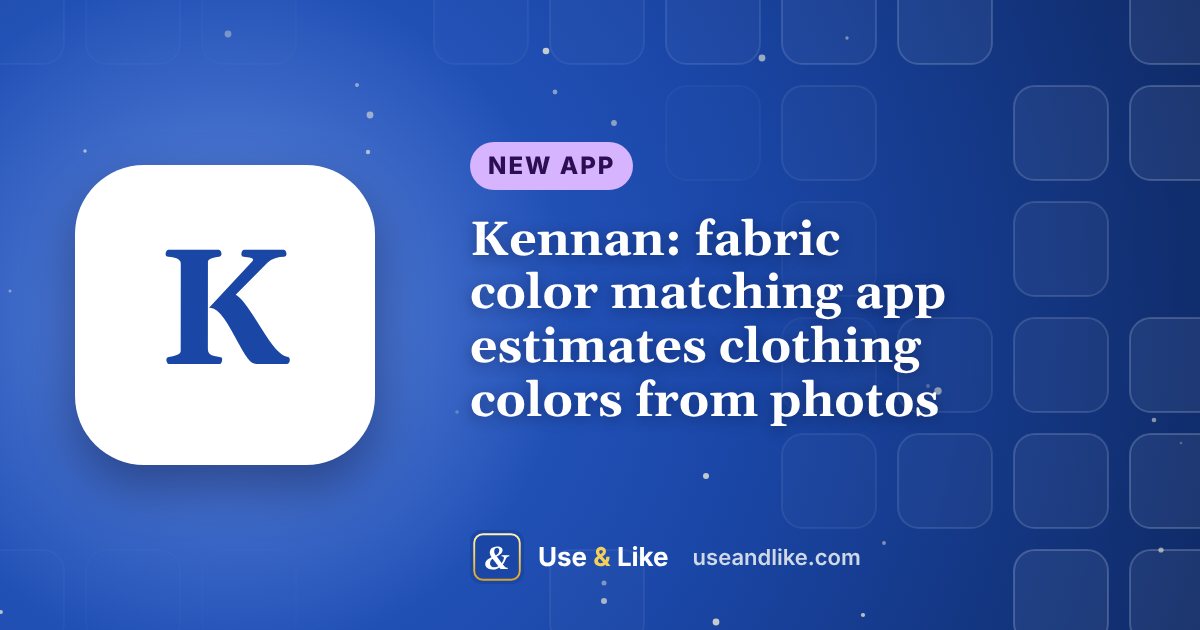 K
NEW APP
Kennan: fabric
color matching app
estimates clothing
colors from photos
& Use & Like useandlike.com